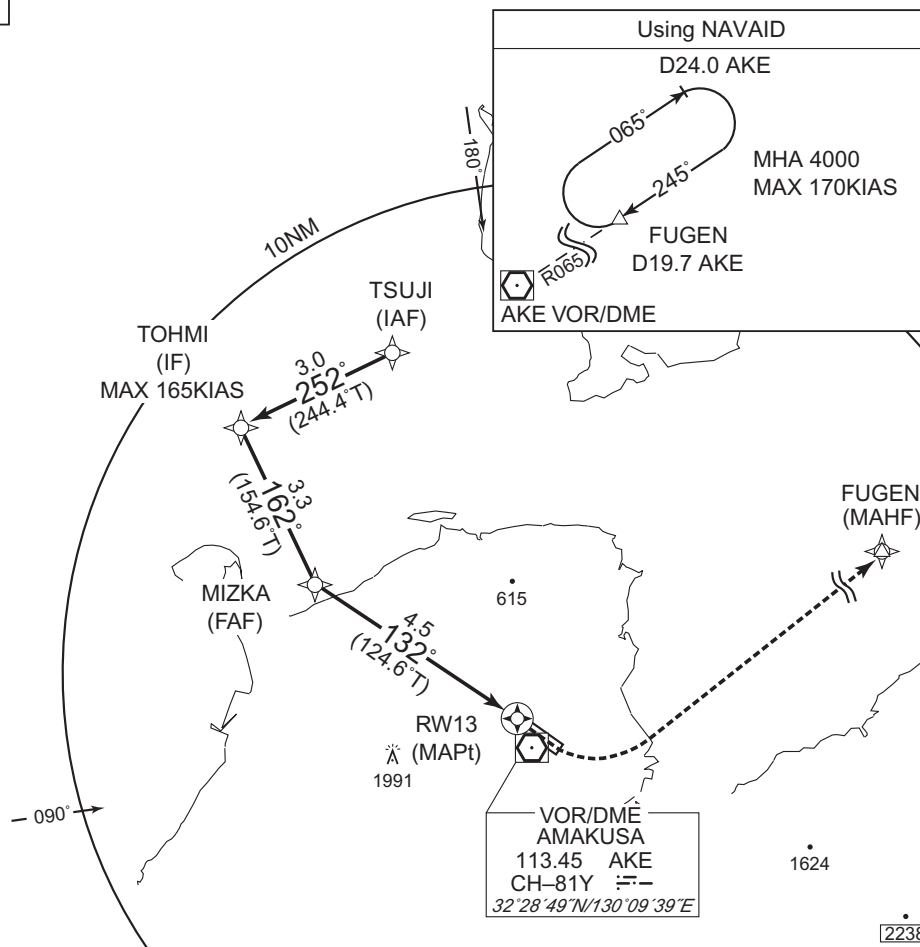 Using NAVAID
D24.0 AKE
065°
245°
MHA 4000
MAX 170KIAS
FUGEN
D19.7 AKE
R065
AKE VOR/DME
180°
10NM
TSUJI
(IAF)
TOHMI
(IF)
MAX 165KIAS
3.0
252°
(244.4°T)
3.3
162°
(154.6°T)
FUGEN
(MAHF)
MIZKA
(FAF)
615
4.5
132°
(124.6°T)
RW13
(MAPt)
1991
090°
VOR/DME
AMAKUSA
113.45 AKE
CH–81Y
32°28´49˝N/130°09´39˝E
1624
2238